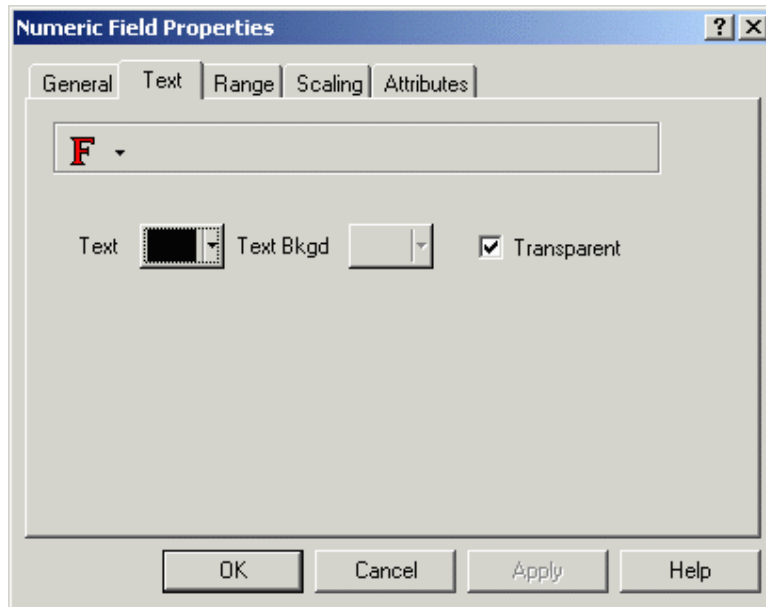 Numeric Field Properties
General Text Range Scaling Attributes
F
Text Text Bkgd Transparent
OK Cancel Apply Help